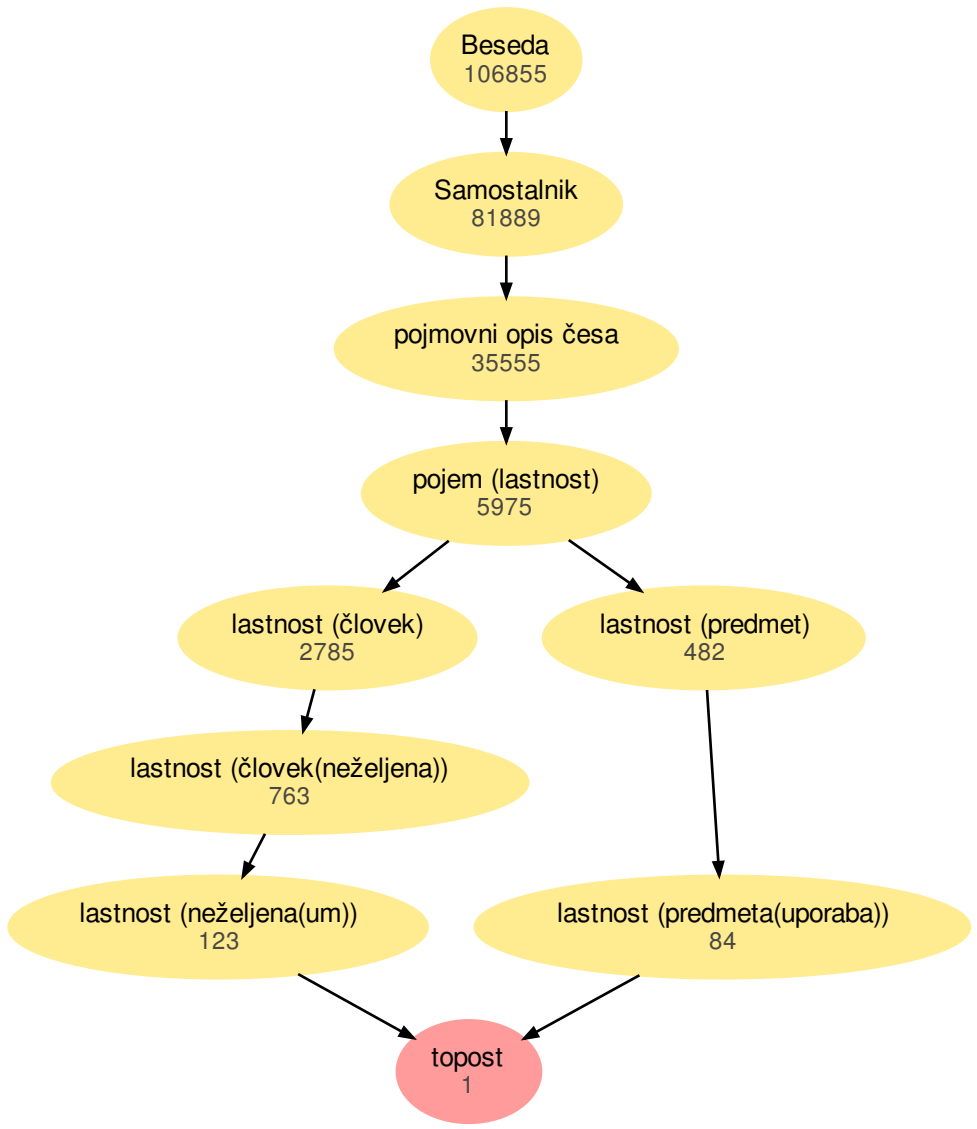 Beseda
106855
Samostalnik
81889
pojmovni opis česa
35555
pojem (lastnost)
5975
lastnost (človek)
2785
lastnost (predmet)
482
lastnost (človek(neželjena))
763
lastnost (neželjena(um))
123
lastnost (predmeta(uporaba))
84
topost
1